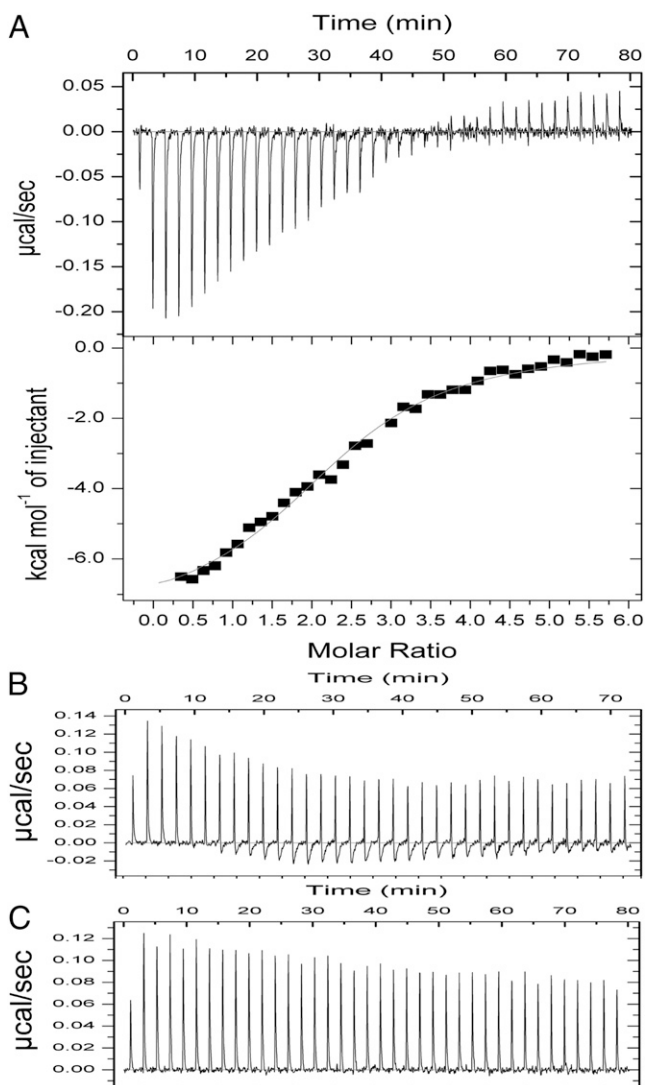 A
Time (min)
0 10 20 30 40 50 60 70 80
0.05
0.00
-0.05
-0.10
-0.15
-0.20
µcal/sec
0.0
-2.0
-4.0
-6.0
kcal mol⁻¹ of injectant
0.0 0.5 1.0 1.5 2.0 2.5 3.0 3.5 4.0 4.5 5.0 5.5 6.0
Molar Ratio
B
Time (min)
0 10 20 30 40 50 60 70
0.14
0.12
0.10
0.08
0.06
0.04
0.02
0.00
-0.02
µcal/sec
C
Time (min)
0 10 20 30 40 50 60 70 80
0.12
0.10
0.08
0.06
0.04
0.02
0.00
µcal/sec